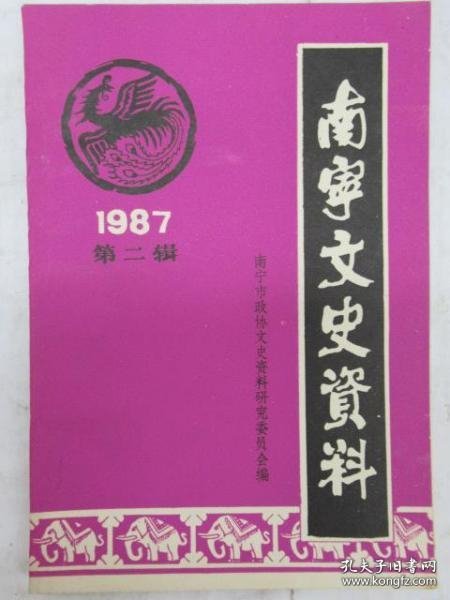 南寧文史資料
1987
第二辑
南宁市政协文史资料研究委员会编
孔夫子旧书网
www.kongfz.com